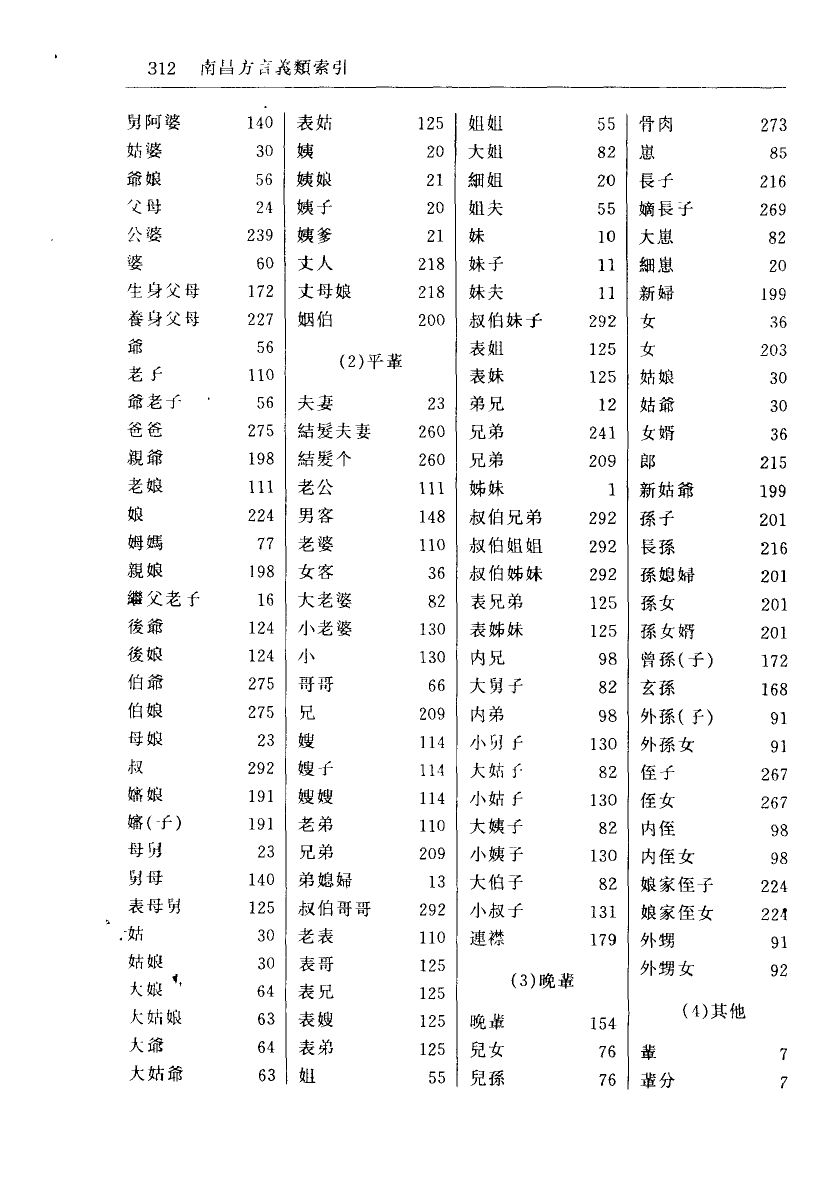 312 南昌方言義類索引
舅阿婆 140
姑婆 30
爺娘 56
父母 24
公婆 239
婆 60
生身父母 172
養身父母 227
爺 56
老子 110
爺老子 56
爸爸 275
親爺 198
老娘 111
娘 224
姆媽 77
親娘 198
繼父老子 16
後爺 124
後娘 124
伯爺 275
伯娘 275
母娘 23
叔 292
嬸娘 191
嬸(子) 191
母舅 23
舅母 140
表母舅 125
姑 30
姑娘 30
大娘 64
大姑娘 63
大爺 64
大姑爺 63
表姑 125
姨 20
姨娘 21
姨子 20
姨爹 21
丈人 218
丈母娘 218
姻伯 200
(2)平輩
夫妻 23
結髮夫妻 260
結髮个 260
老公 111
男客 148
老婆 110
女客 36
大老婆 82
小老婆 130
小 130
哥哥 66
兄 209
嫂 114
嫂子 114
嫂嫂 114
老弟 110
兄弟 209
弟媳婦 13
叔伯哥哥 292
老表 110
表哥 125
表兄 125
表嫂 125
表弟 125
姐 55
姐姐 55
大姐 82
細姐 20
姐夫 55
妹 10
妹子 11
妹夫 11
叔伯妹子 292
表姐 125
表妹 125
弟兄 12
兄弟 241
兄弟 209
姊妹 1
叔伯兄弟 292
叔伯姐姐 292
叔伯姊妹 292
表兄弟 125
表姊妹 125
内兄 98
大舅子 82
内弟 98
小舅子 130
大姑子 82
小姑子 130
大姨子 82
小姨子 130
大伯子 82
小叔子 131
連襟 179
(3)晚輩
晚輩 154
兒女 76
兒孫 76
骨肉 273
崽 85
長子 216
嫡長子 269
大崽 82
細崽 20
新婦 199
女 36
女 203
姑娘 30
姑爺 30
女婿 36
郎 215
新姑爺 199
孫子 201
長孫 216
孫媳婦 201
孫女 201
孫女婿 201
曾孫(子) 172
玄孫 168
外孫(子) 91
外孫女 91
侄子 267
侄女 267
内侄 98
内侄女 98
娘家侄子 224
娘家侄女 224
外甥 91
外甥女 92
(4)其他
輩 7
輩分 7